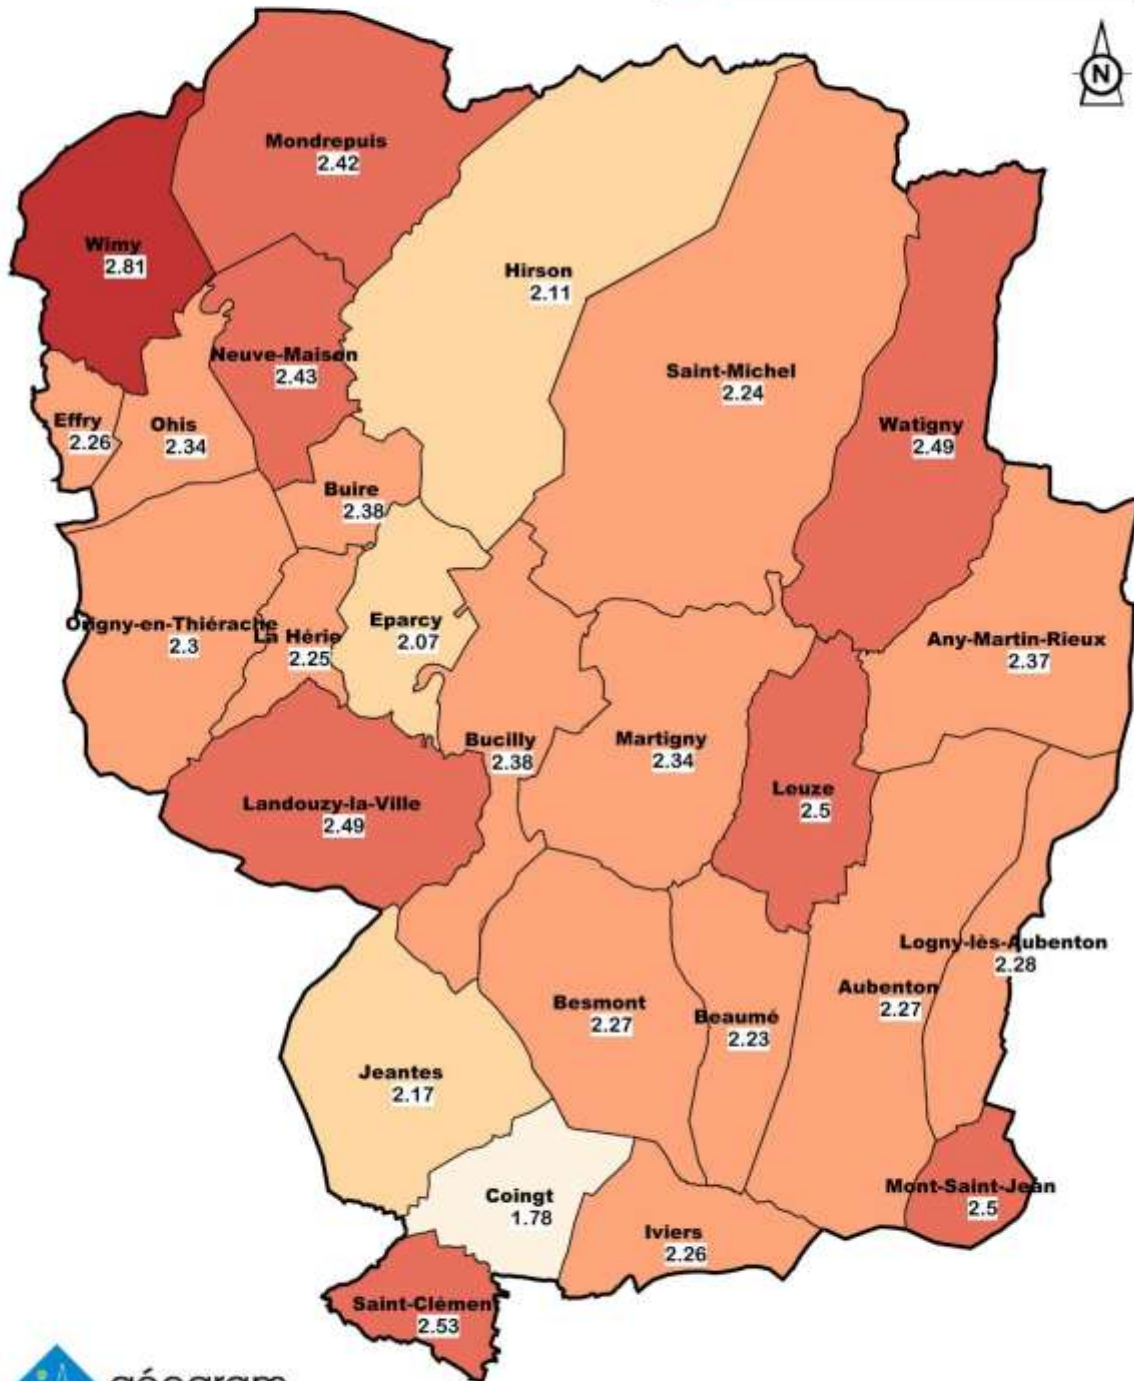 N
Mondrepuis
2.42
Wimy
2.81
Hirson
2.11
Neuve-Maison
2.43
Saint-Michel
2.24
Effry
2.26
Ohis
2.34
Watigny
2.49
Buire
2.38
Origny-en-Thiérache
2.3
La Hérie
2.25
Eparcy
2.07
Any-Martin-Rieux
2.37
Bucilly
2.38
Martigny
2.34
Landouzy-la-Ville
2.49
Leuze
2.5
Logny-lès-Aubenton
2.28
Besmont
2.27
Beaumé
2.23
Aubenton
2.27
Jeantes
2.17
Coingt
1.78
Mont-Saint-Jean
2.5
Iviers
2.26
Saint-Clément
2.53
géogram